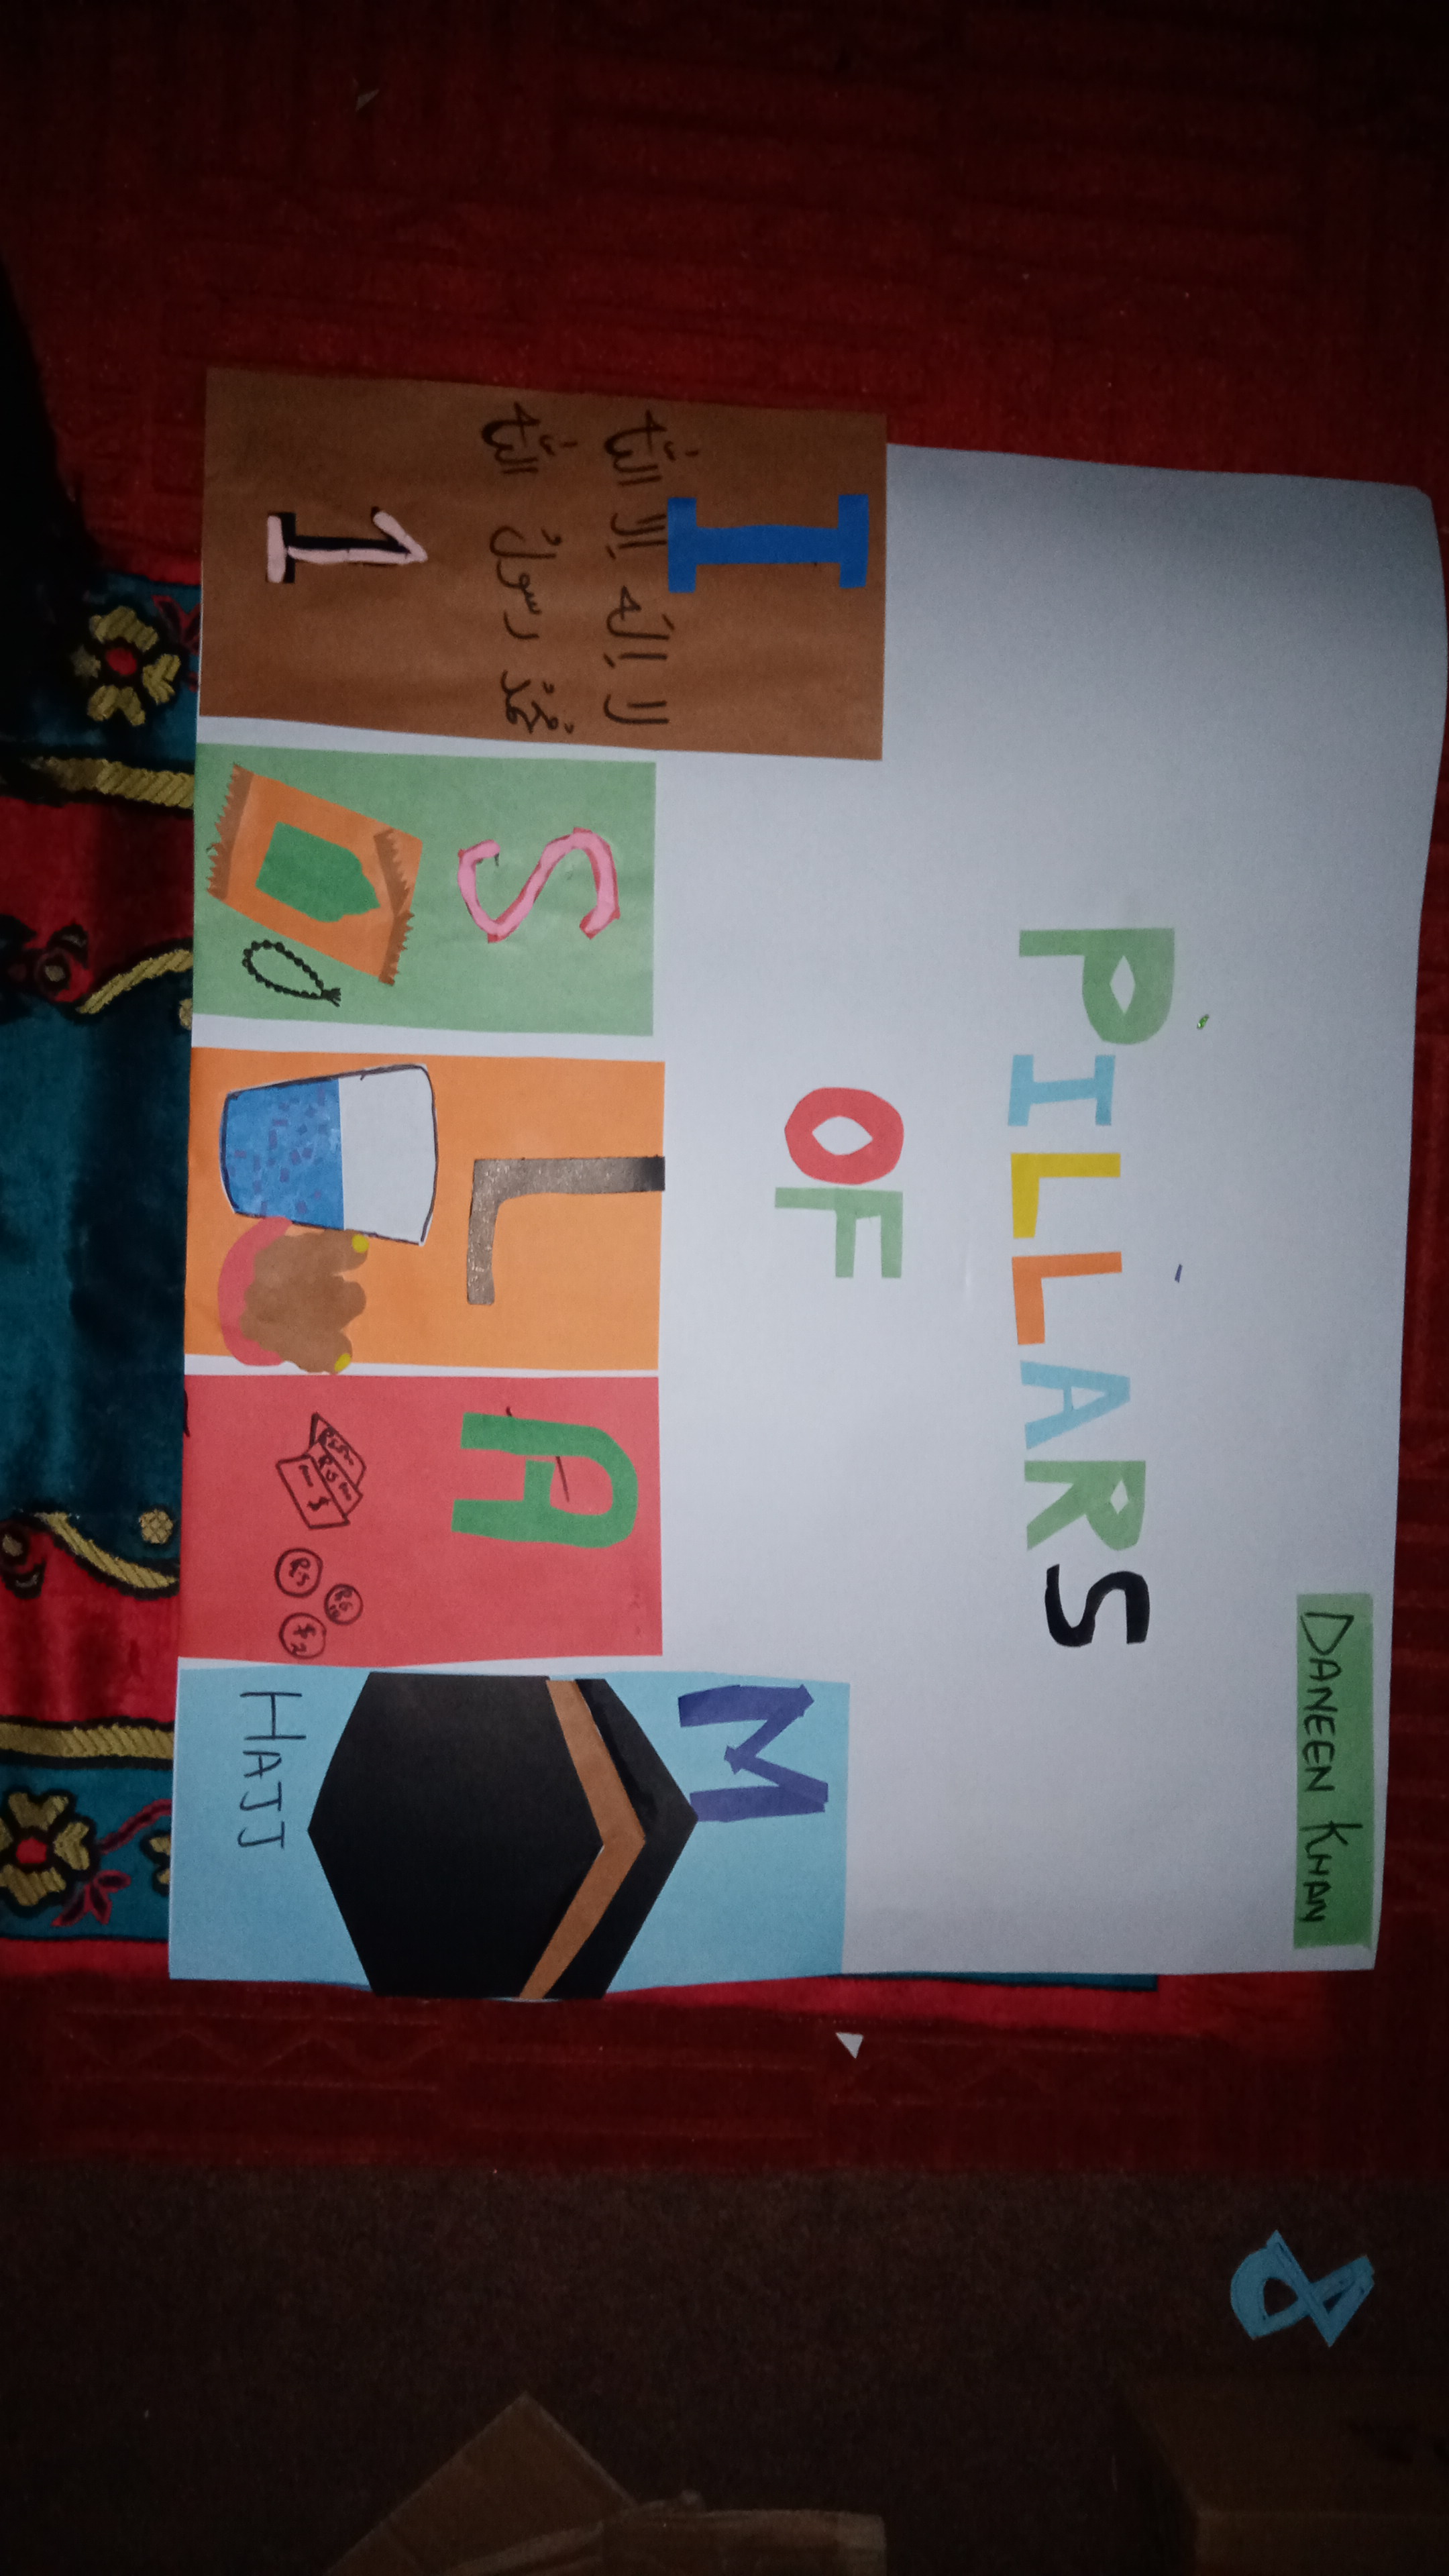 DANEEN KHAN
PILLARS
OF
I S L A M
لا إله إلا الله
محمد رسول الله
1
HAJJ